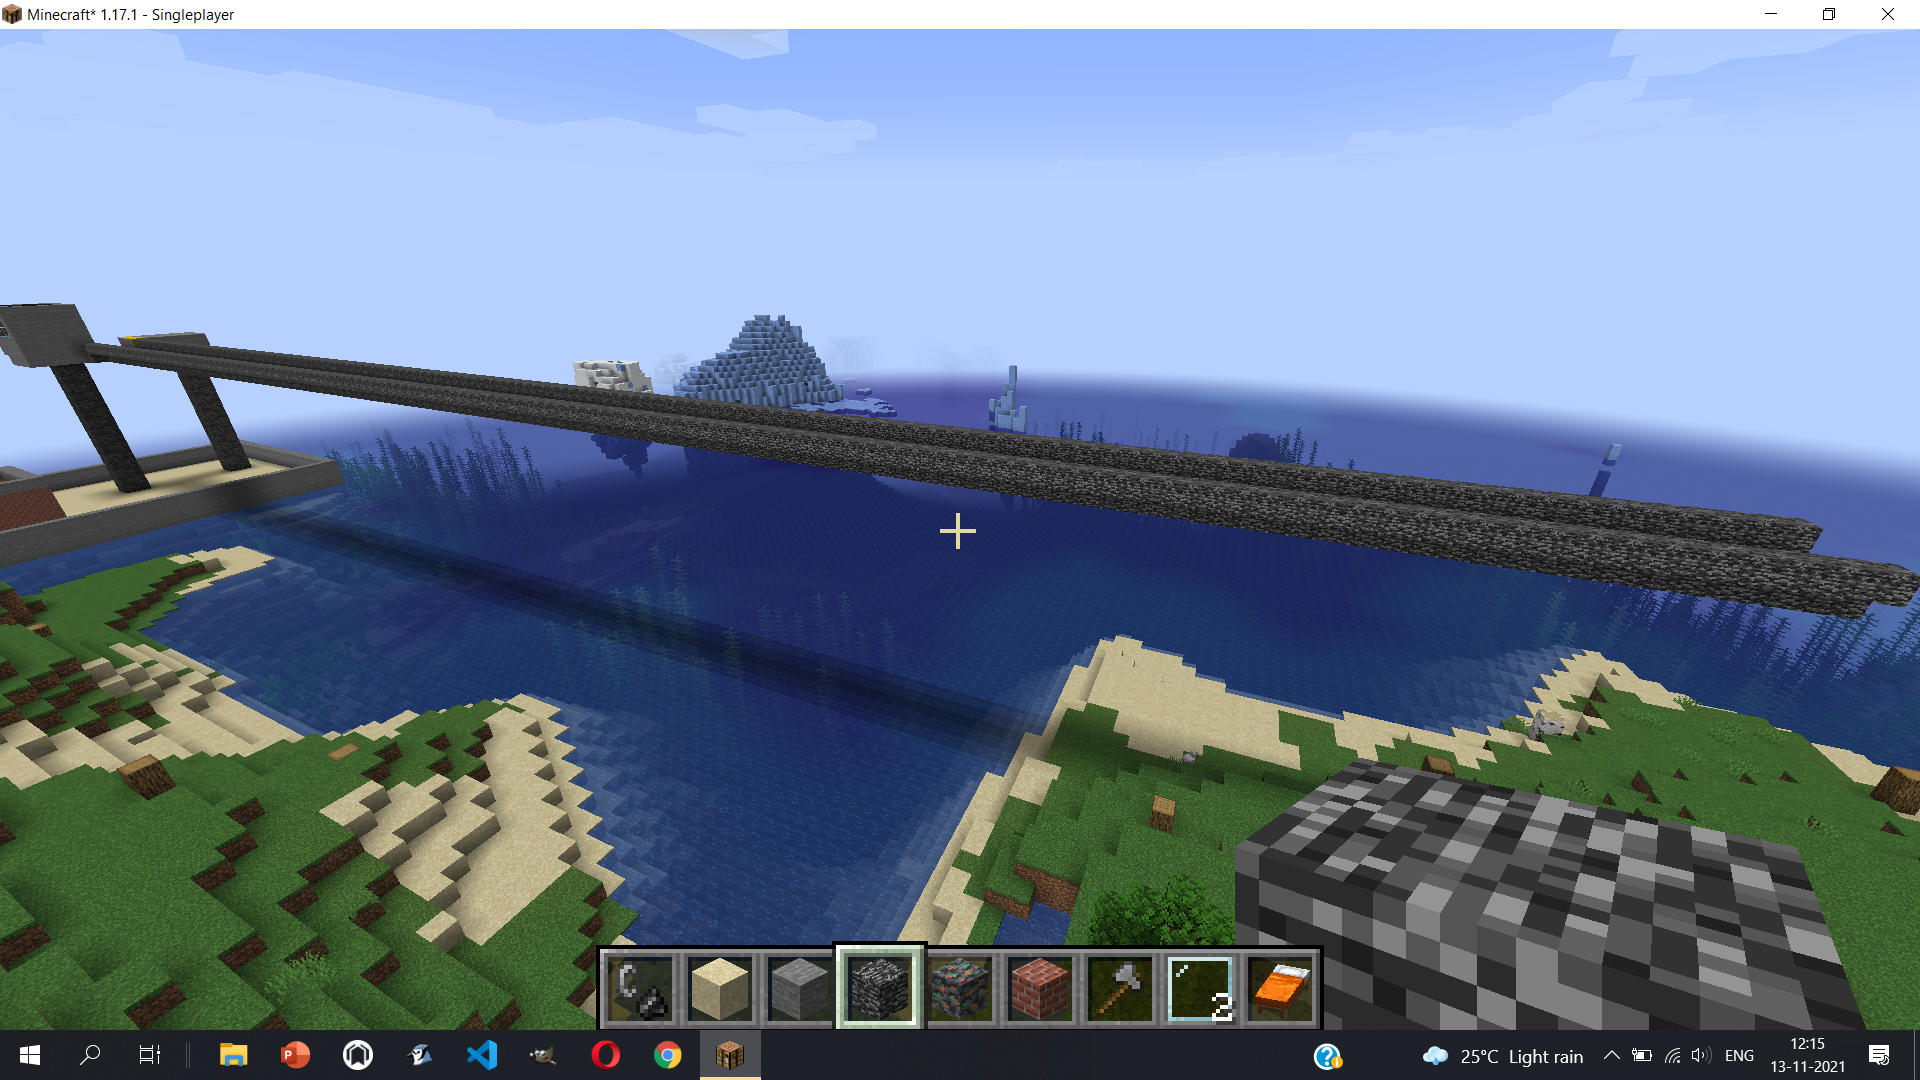 Minecraft* 1.17.1 - Singleplayer
2
P
25°C Light rain
ENG
12:15
13-11-2021